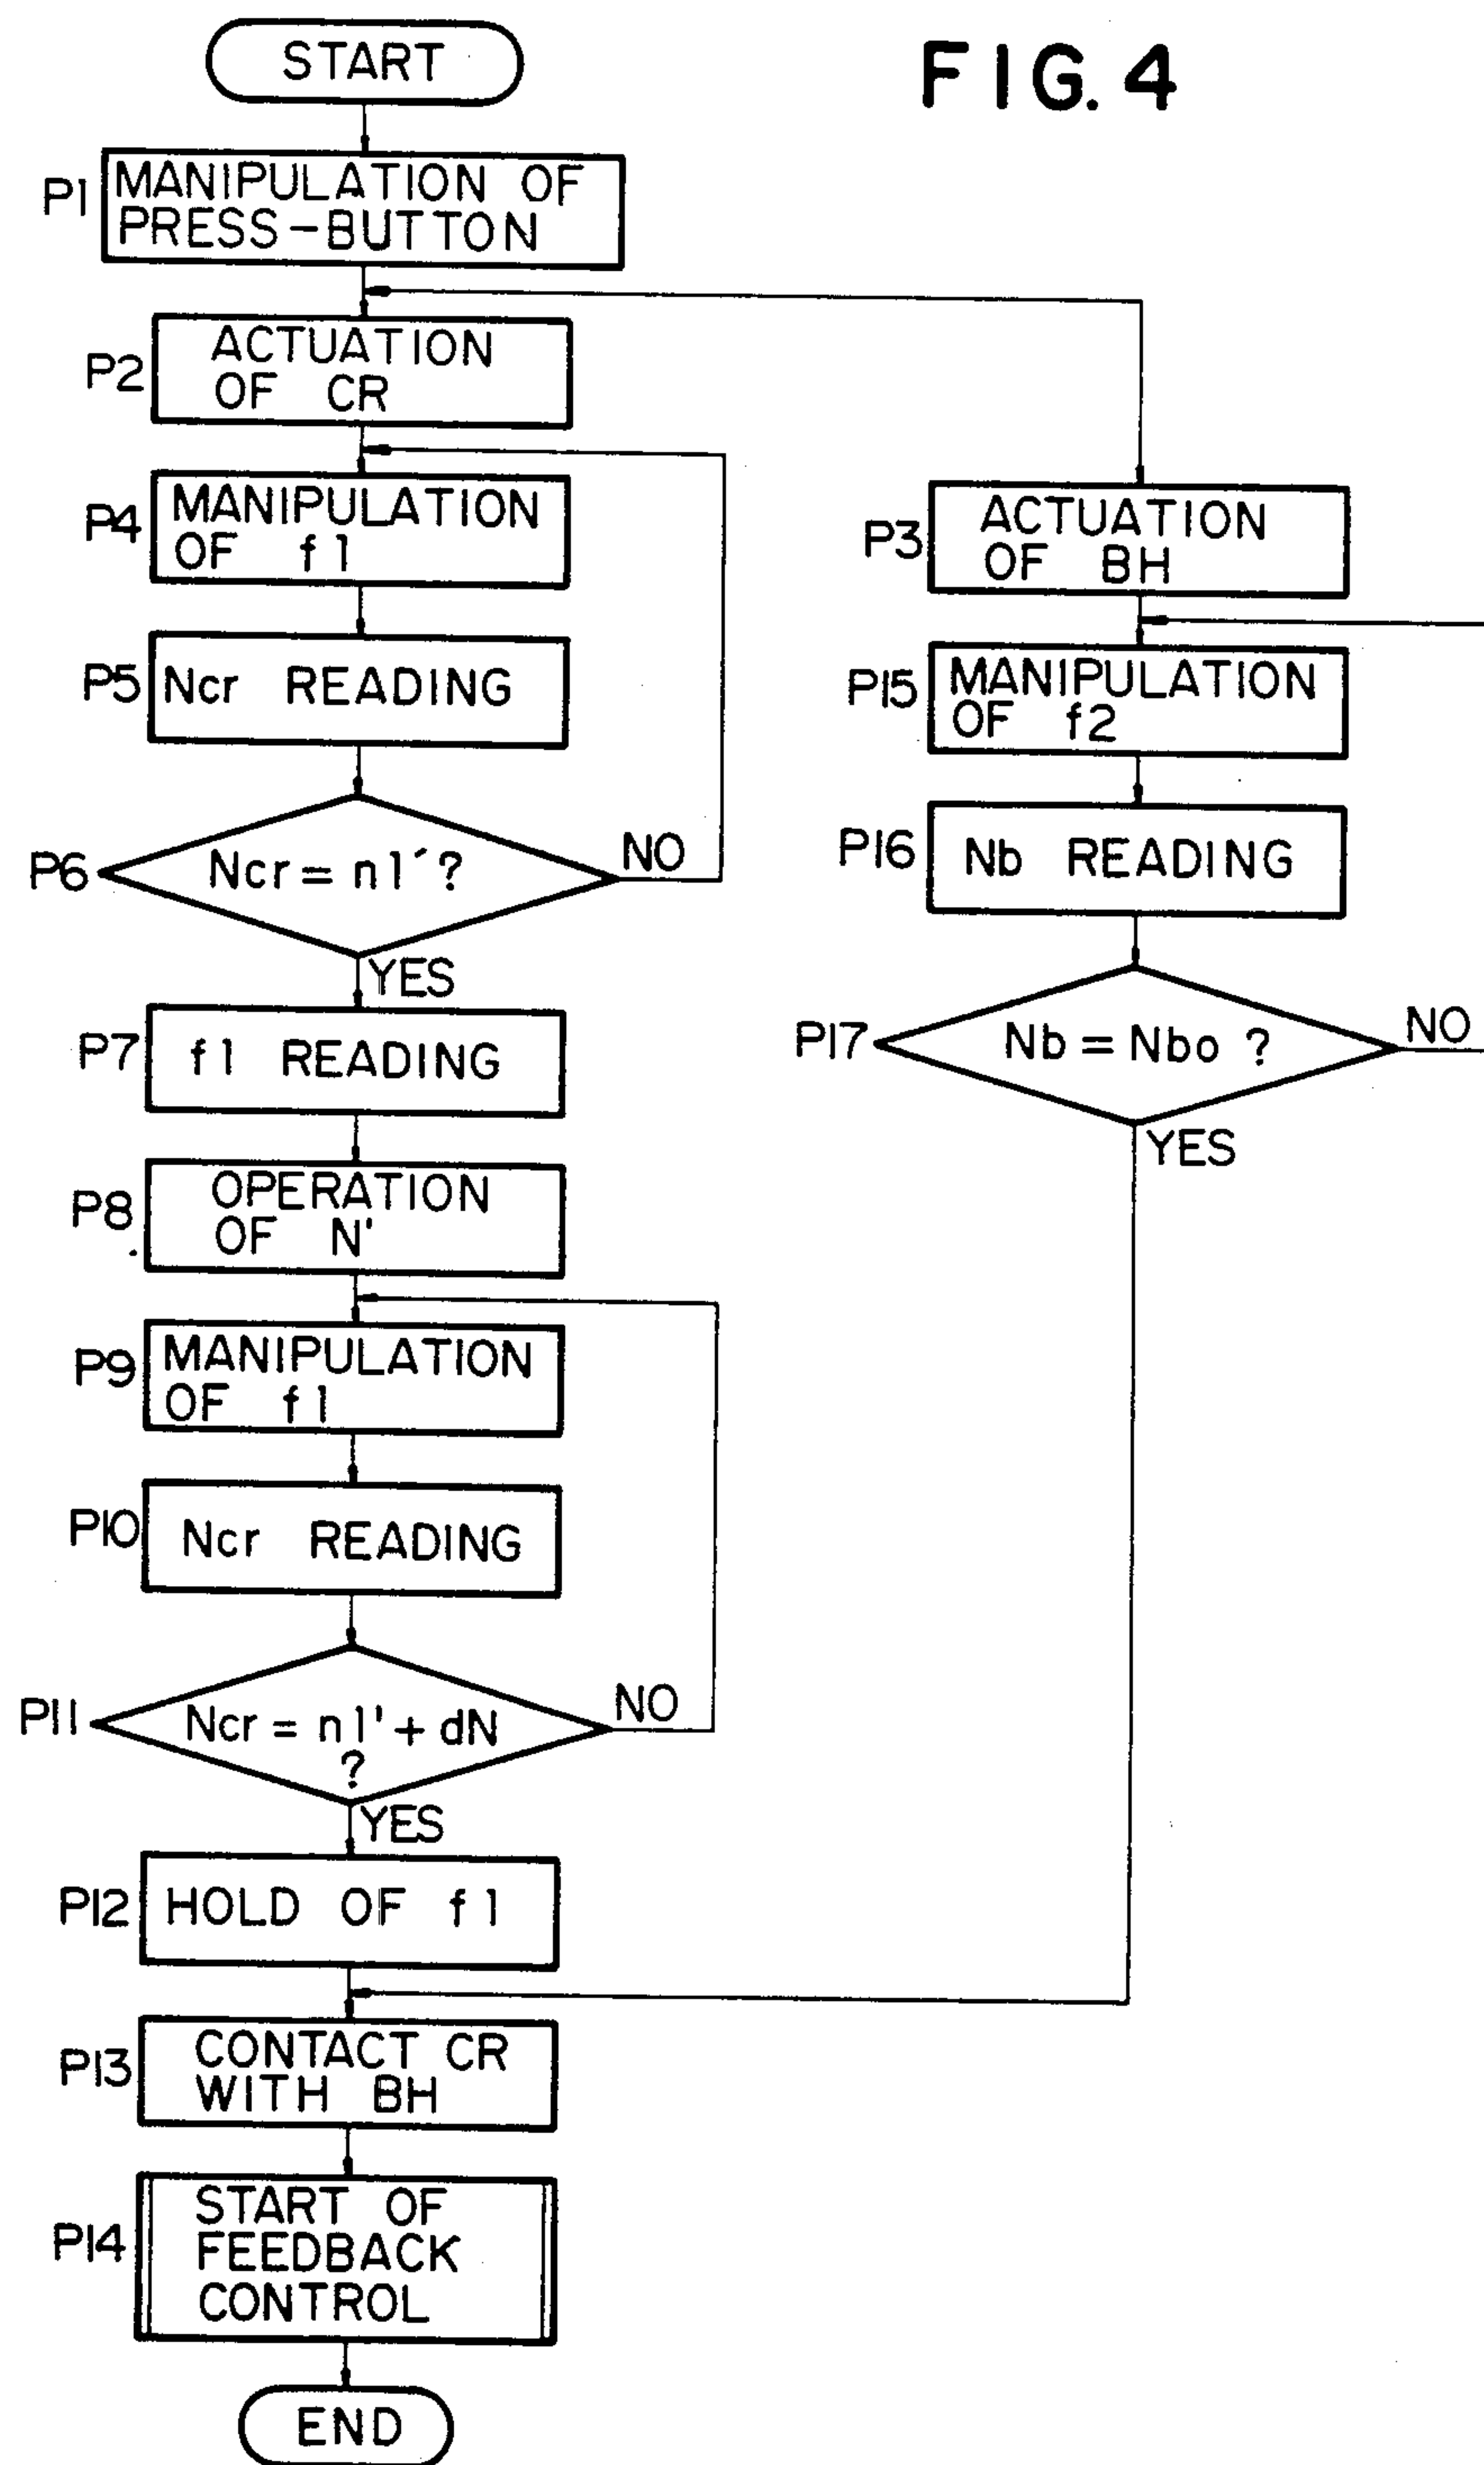 FIG. 4
START
P1
MANIPULATION OF
PRESS-BUTTON
P2
ACTUATION
OF CR
P4
MANIPULATION
OF f1
P5
Ncr READING
P6
Ncr = n1' ?
NO
YES
P7
f1 READING
P8
OPERATION
OF N'
P9
MANIPULATION
OF f1
P10
Ncr READING
P11
Ncr = n1' + dN
?
NO
YES
P12
HOLD OF f1
P13
CONTACT CR
WITH BH
P14
START OF
FEEDBACK
CONTROL
END
P3
ACTUATION
OF BH
P15
MANIPULATION
OF f2
P16
Nb READING
P17
Nb = Nbo ?
NO
YES